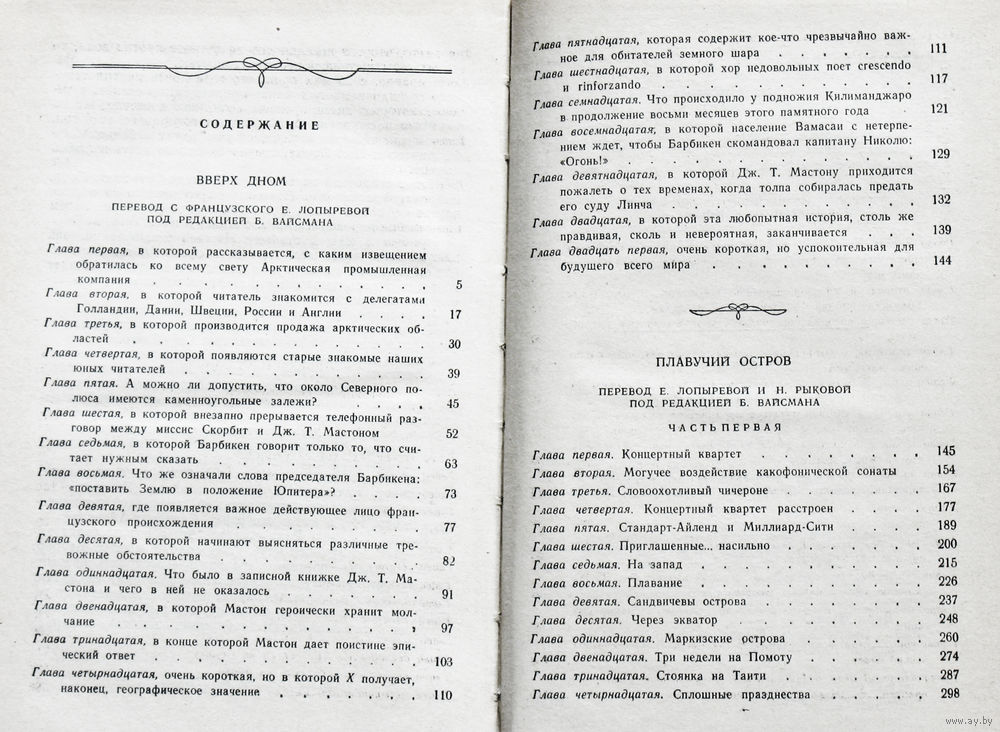 СОДЕРЖАНИЕ
ВВЕРХ ДНОМ
ПЕРЕВОД С ФРАНЦУЗСКОГО Е. ЛОПЫРЕВОЙ
ПОД РЕДАКЦИЕЙ Б. ВАЙСМАНА
Глава первая, в которой рассказывается, с каким извещением
обратилась ко всему свету Арктическая промышленная
компания . . . . . . . . . . . . . 5
Глава вторая, в которой читатель знакомится с делегатами
Голландии, Дании, Швеции, России и Англии . . . . 17
Глава третья, в которой производится продажа арктических об-
ластей . . . . . . . . . . . . . 30
Глава четвертая, в которой появляются старые знакомые наших
юных читателей . . . . . . . . . . . 39
Глава пятая. А можно ли допустить, что около Северного по-
люса имеются каменноугольные залежи? . . . . 45
Глава шестая, в которой внезапно прерывается телефонный раз-
говор между миссис Скорбит и Дж. Т. Мастоном 52
Глава седьмая, в которой Барбикен говорит только то, что счи-
тает нужным сказать . . . . . . . . . . 63
Глава восьмая. Что же означали слова председателя Барбикена:
«поставить Землю в положение Юпитера»? . . . . 73
Глава девятая, где появляется важное действующее лицо фран-
цузского происхождения . . . . . . . . . 77
Глава десятая, в которой начинают выясняться различные тре-
вожные обстоятельства . . . . . . . . . 82
Глава одиннадцатая. Что было в записной книжке Дж. Т. Ма-
стона и чего в ней не оказалось . . . . . . . 91
Глава двенадцатая, в которой Мастон героически хранит мол-
чание . . . . . . . . . . . . . 97
Глава тринадцатая, в конце которой Мастон дает поистине эпи-
ческий ответ . . . . . . . . . . . . 103
Глава четырнадцатая, очень короткая, но в которой X получает,
наконец, географическое значение . . . . . . 110
Глава пятнадцатая, которая содержит кое-что чрезвычайно важ-
ное для обитателей земного шара . . . . . . 111
Глава шестнадцатая, в которой хор недовольных поет crescendo
и rinforzando . . . . . . . . . . . 117
Глава семнадцатая. Что происходило у подножия Килиманджаро
в продолжение восьми месяцев этого памятного года 121
Глава восемнадцатая, в которой население Вамасаи с нетерпе-
нием ждет, чтобы Барбикен скомандовал капитану Николю:
«Огонь!» . . . . . . . . . . . . 129
Глава девятнадцатая, в которой Дж. Т. Мастону приходится
пожалеть о тех временах, когда толпа собиралась предать
его суду Линча . . . . . . . . . . 132
Глава двадцатая, в которой эта любопытная история, столь же
правдивая, сколь и невероятная, заканчивается . . . 139
Глава двадцать первая, очень короткая, но успокоительная для
будущего всего мира . . . . . . . . . 144
ПЛАВУЧИЙ ОСТРОВ
ПЕРЕВОД Е. ЛОПЫРЕВОЙ И Н. РЫКОВОЙ
ПОД РЕДАКЦИЕЙ Б. ВАЙСМАНА
ЧАСТЬ ПЕРВАЯ
Глава первая. Концертный квартет . . . . . . . 145
Глава вторая. Могучее воздействие какофонической сонаты 154
Глава третья. Словоохотливый чичероне . . . . . . 167
Глава четвертая. Концертный квартет расстроен . . . . 177
Глава пятая. Стандарт-Айленд и Миллиард-Сити . . . . 189
Глава шестая. Приглашенные... насильно . . . . . . 200
Глава седьмая. На запад . . . . . . . . . 215
Глава восьмая. Плавание . . . . . . . . . 226
Глава девятая. Сандвичевы острова . . . . . . . 237
Глава десятая. Через экватор . . . . . . . . 248
Глава одиннадцатая. Маркизские острова . . . . . . 260
Глава двенадцатая. Три недели на Помоту . . . . . 274
Глава тринадцатая. Стоянка на Таити . . . . . . . 287
Глава четырнадцатая. Сплошные празднества . . . . . 298
www.ay.by